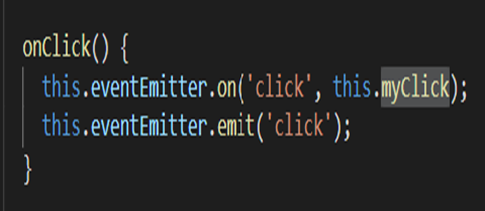 onClick() {
this.eventEmitter.on('click', this.myClick);
this.eventEmitter.emit('click');
}